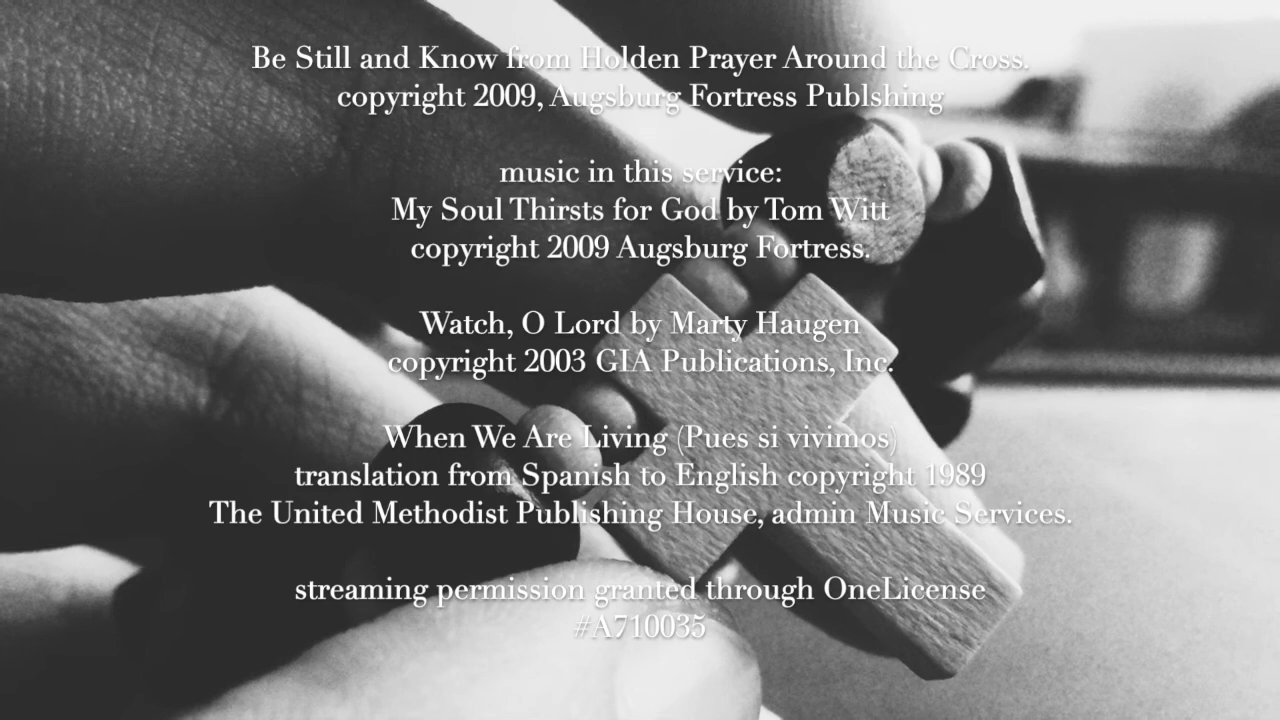 Be Still and Know from Holden Prayer Around the Cross.
copyright 2009, Augsburg Fortress Publshing
music in this service:
My Soul Thirsts for God by Tom Witt
copyright 2009 Augsburg Fortress.
Watch, O Lord by Marty Haugen
copyright 2003 GIA Publications, Inc.
When We Are Living (Pues si vivimos)
translation from Spanish to English copyright 1989
The United Methodist Publishing House, admin Music Services.
streaming permission granted through OneLicense
#A710035